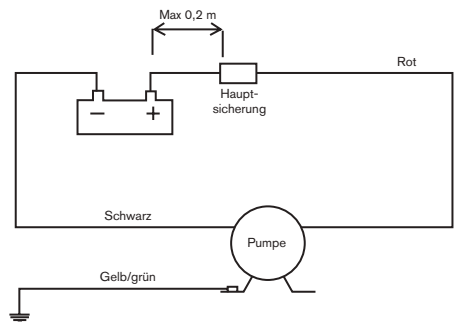 Max 0,2 m
Rot
Haupt-
sicherung
− +
Schwarz
Pumpe
Gelb/grün